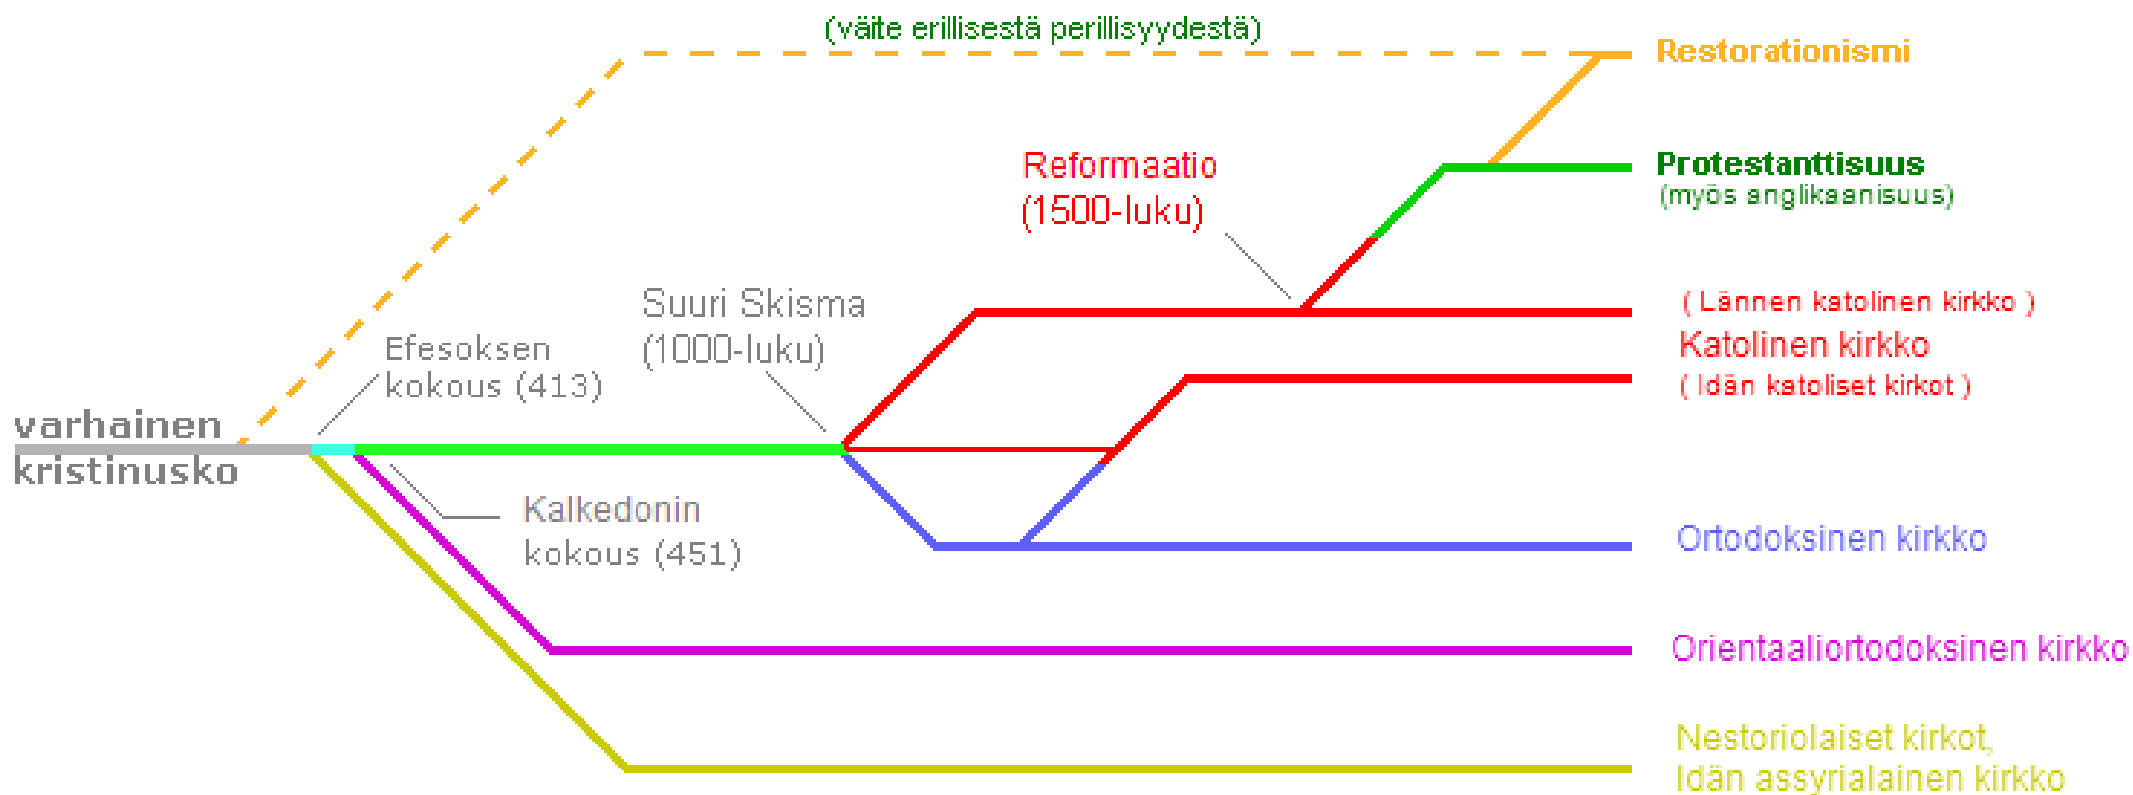 (väite erillisestä perillisyydestä)
Restorationismi
Reformaatio
(1500-luku)
Protestanttisuus
(myös anglikaanisuus)
Suuri Skisma
(1000-luku)
( Lännen katolinen kirkko )
Katolinen kirkko
( Idän katoliset kirkot )
Efesoksen
kokous (413)
varhainen
kristinusko
Kalkedonin
kokous (451)
Ortodoksinen kirkko
Orientaaliortodoksinen kirkko
Nestoriolaiset kirkot,
Idän assyrialainen kirkko